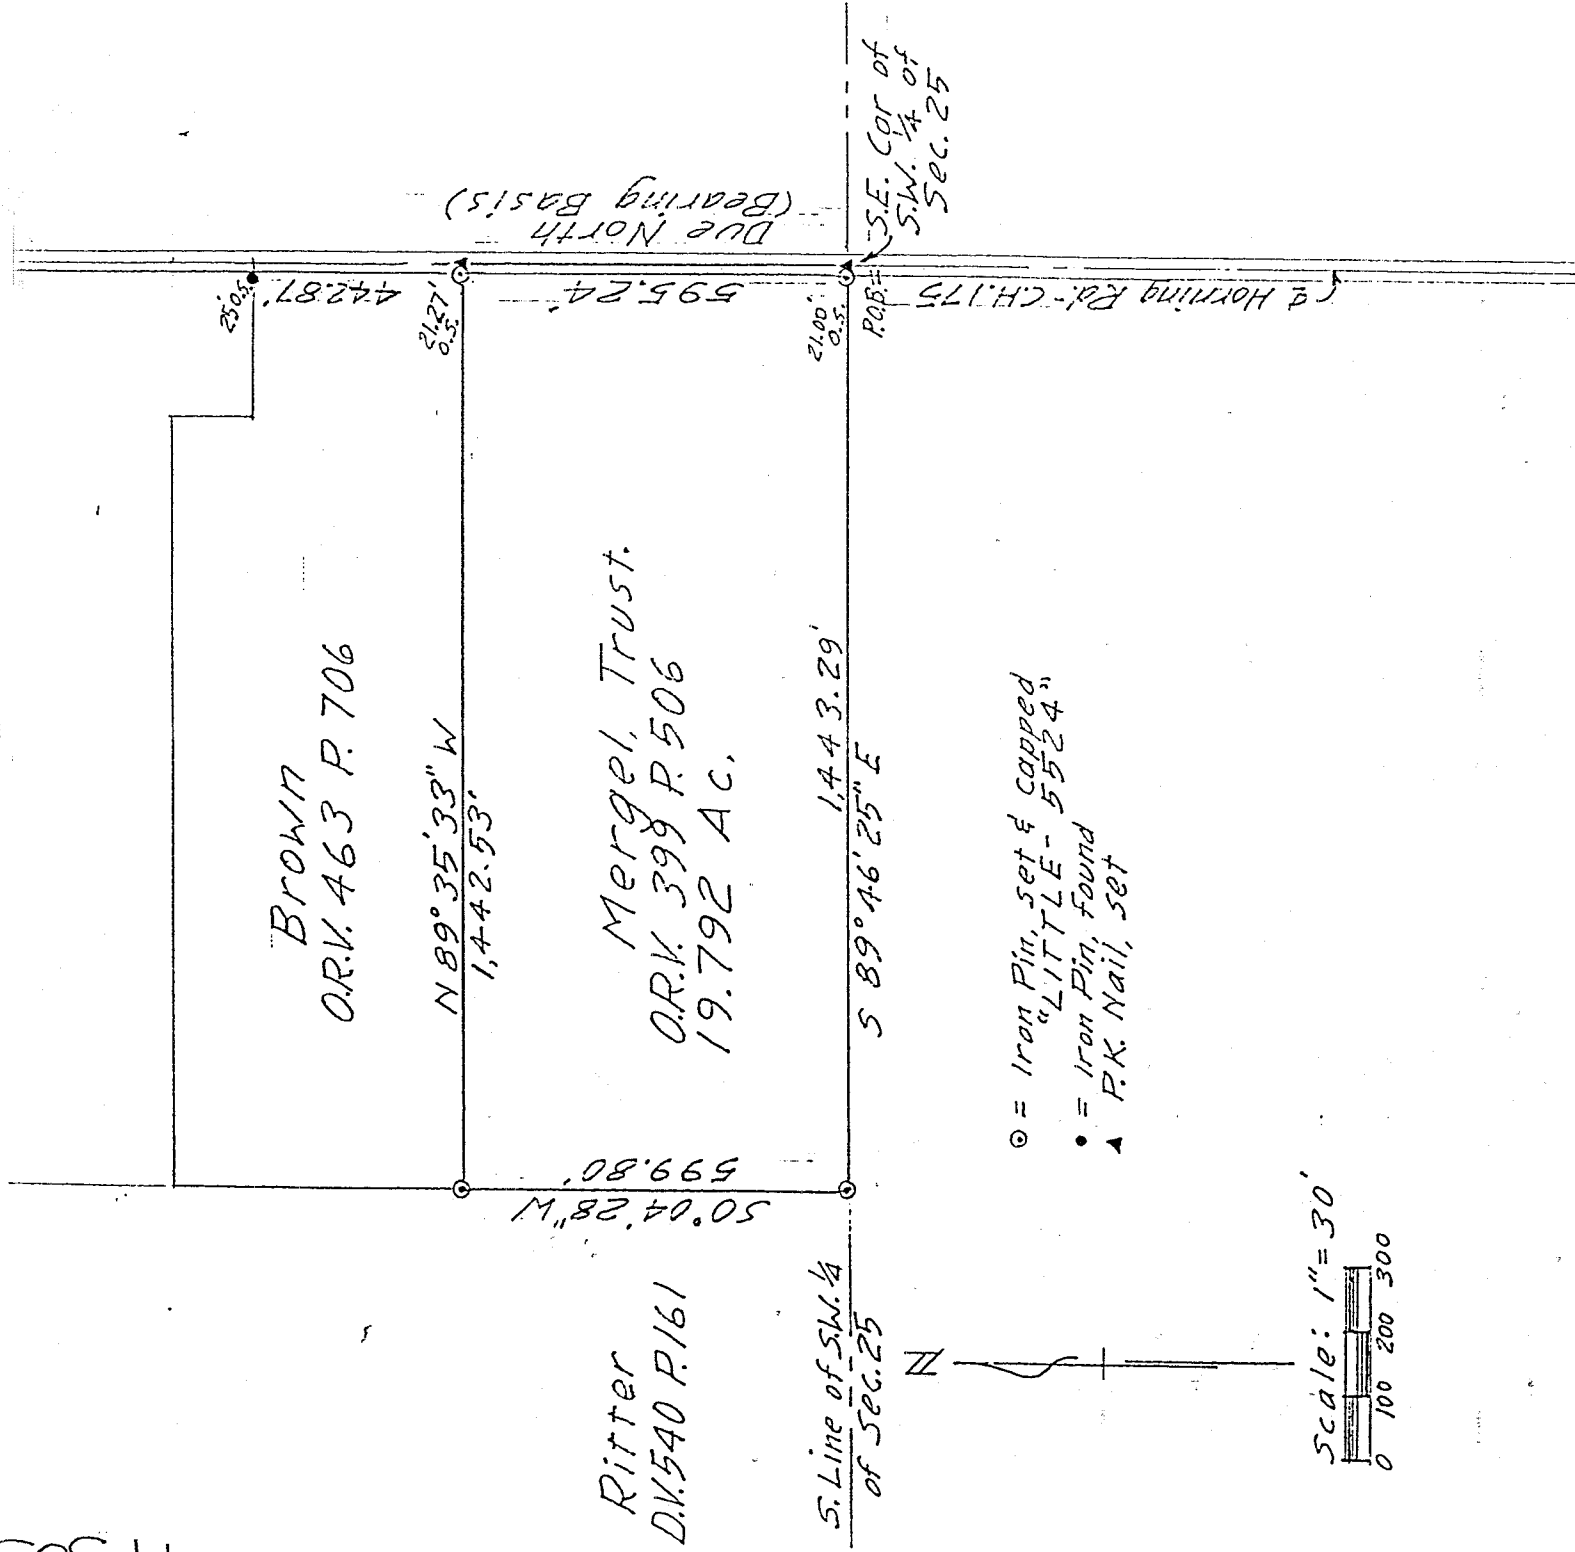 Brown
O.R.V. 463 P. 706
N 89° 35' 33" W
1,442.53'
Mergel, Trust.
O.R.V. 399 P. 506
19.792 Ac.
1,443.29'
S 89° 46' 25" E
Ritter
D.V. 540 P. 161
S0° 04' 28" W
599.80'
S. Line of S.W. 1/4
of Sec. 25
25' O.S.
442.87'
21.27'
O.S.
595.24'
Due North
(Bearing Basis)
21.00'
O.S.
P.O.B. =
S.E. Cor of
S.W. 1/4 of
Sec. 25
℄ Horning Rd.- C.H. 175
⊙ = Iron Pin, set & capped
"LITTLE - 5524"
• = Iron Pin, found
▲ P.K. Nail, set
N
Scale: 1" = 30'
0 100 200 300